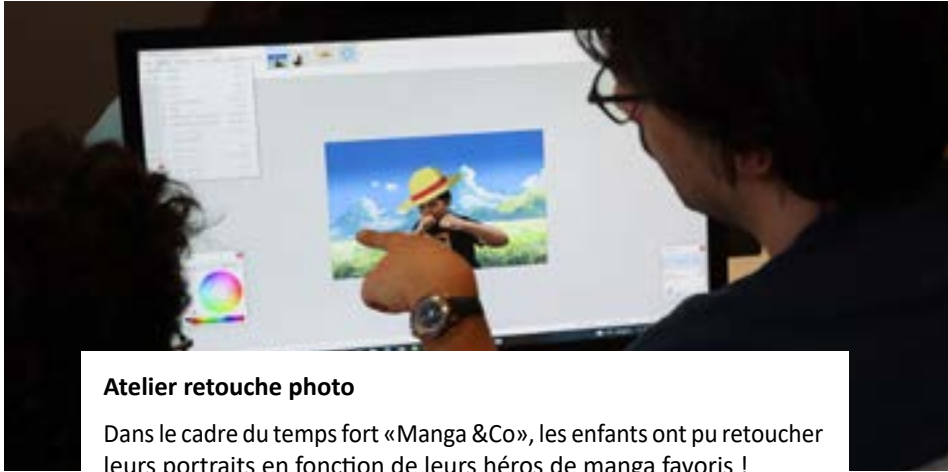 Atelier retouche photo
Dans le cadre du temps fort «Manga &Co», les enfants ont pu retoucher
leurs portraits en fonction de leurs héros de manga favoris !